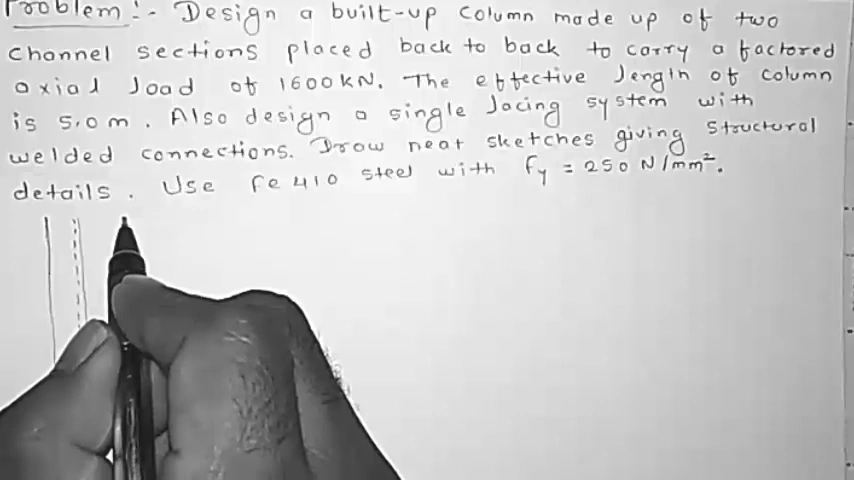 Problem:- Design a built-up column made up of two
channel sections placed back to back to carry a factored
axial load of 1600kN. The effective length of column
is 5.0m. Also design a single lacing system with
welded connections. Draw neat sketches giving structural
details. Use Fe 410 steel with fy = 250 N/mm².